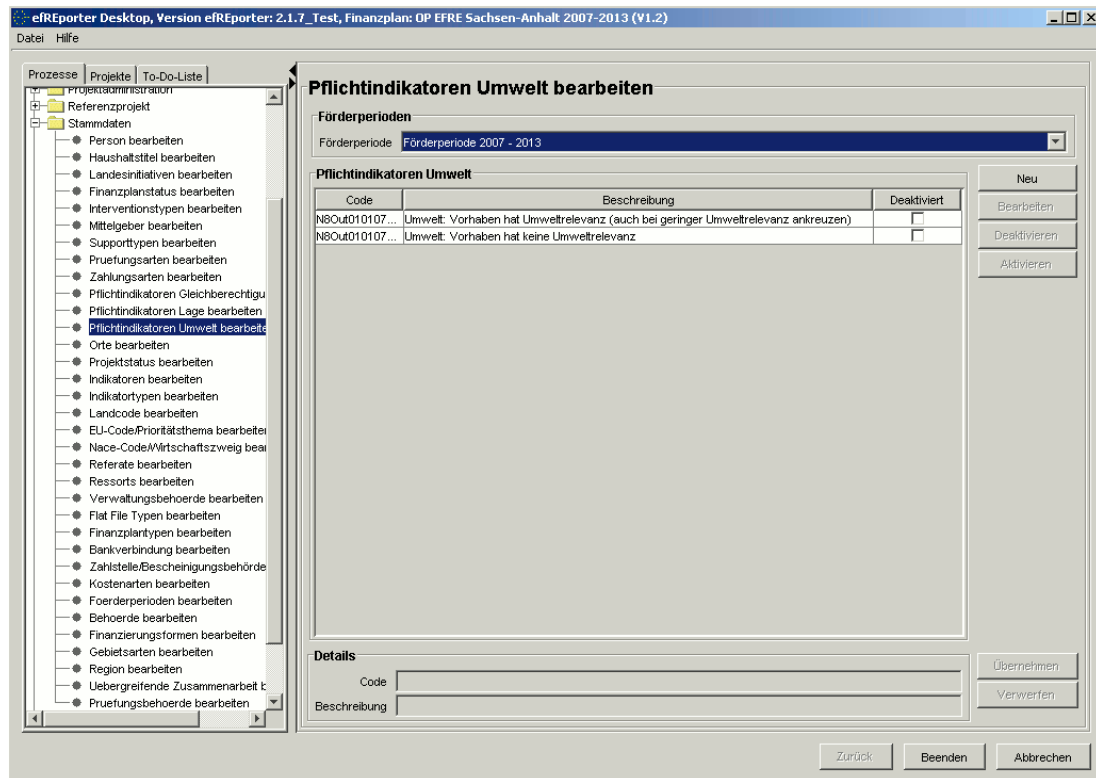 efREporter Desktop, Version efREporter: 2.1.7_Test, Finanzplan: OP EFRE Sachsen-Anhalt 2007-2013 (V1.2)
Datei Hilfe
Prozesse Projekte To-Do-Liste
Projektadministration
Referenzprojekt
Stammdaten
Person bearbeiten
Haushaltstitel bearbeiten
Landesinitiativen bearbeiten
Finanzplanstatus bearbeiten
Interventionstypen bearbeiten
Mittelgeber bearbeiten
Supporttypen bearbeiten
Pruefungsarten bearbeiten
Zahlungsarten bearbeiten
Pflichtindikatoren Gleichberechtigu
Pflichtindikatoren Lage bearbeiten
Pflichtindikatoren Umwelt bearbeite
Orte bearbeiten
Projektstatus bearbeiten
Indikatoren bearbeiten
Indikatortypen bearbeiten
Landcode bearbeiten
EU-Code/Prioritätsthema bearbeiten
Nace-Code/Wirtschaftszweig bear
Referate bearbeiten
Ressorts bearbeiten
Verwaltungsbehoerde bearbeiten
Flat File Typen bearbeiten
Finanzplantypen bearbeiten
Bankverbindung bearbeiten
Zahlstelle/Bescheinigungsbehörde
Kostenarten bearbeiten
Foerderperioden bearbeiten
Behoerde bearbeiten
Finanzierungsformen bearbeiten
Gebietsarten bearbeiten
Region bearbeiten
Uebergreifende Zusammenarbeit b
Pruefungsbehoerde bearbeiten
Pflichtindikatoren Umwelt bearbeiten
Förderperioden
Förderperiode Förderperiode 2007 - 2013
Pflichtindikatoren Umwelt
Code Beschreibung Deaktiviert
N8Out010107... Umwelt: Vorhaben hat Umweltrelevanz (auch bei geringer Umweltrelevanz ankreuzen)
N8Out010107... Umwelt: Vorhaben hat keine Umweltrelevanz
Neu
Bearbeiten
Deaktivieren
Aktivieren
Details
Code
Beschreibung
Übernehmen
Verwerfen
Zurück Beenden Abbrechen